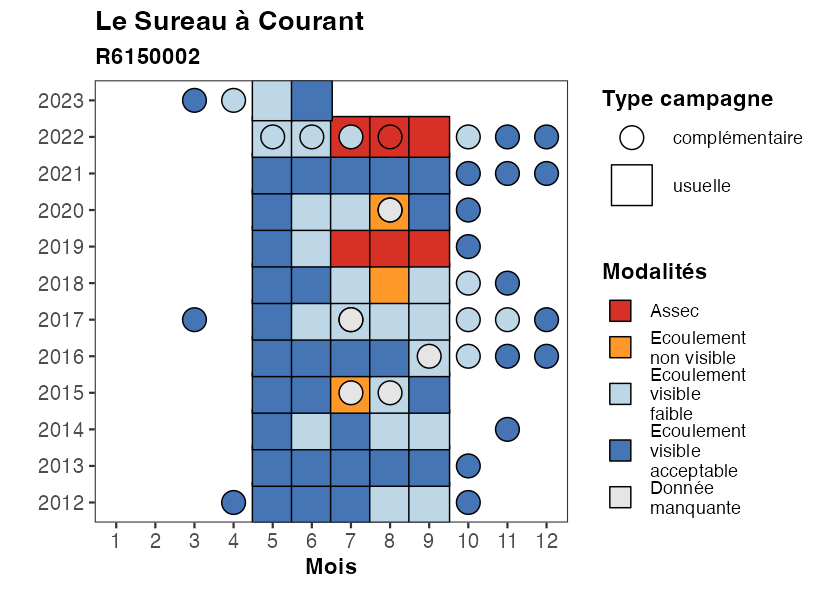 Le Sureau à Courant
R6150002
2023
2022
2021
2020
2019
2018
2017
2016
2015
2014
2013
2012
1 2 3 4 5 6 7 8 9 10 11 12
Mois
Type campagne
complémentaire
usuelle
Modalités
Assec
Ecoulement
non visible
Ecoulement
visible
faible
Ecoulement
visible
acceptable
Donnée
manquante